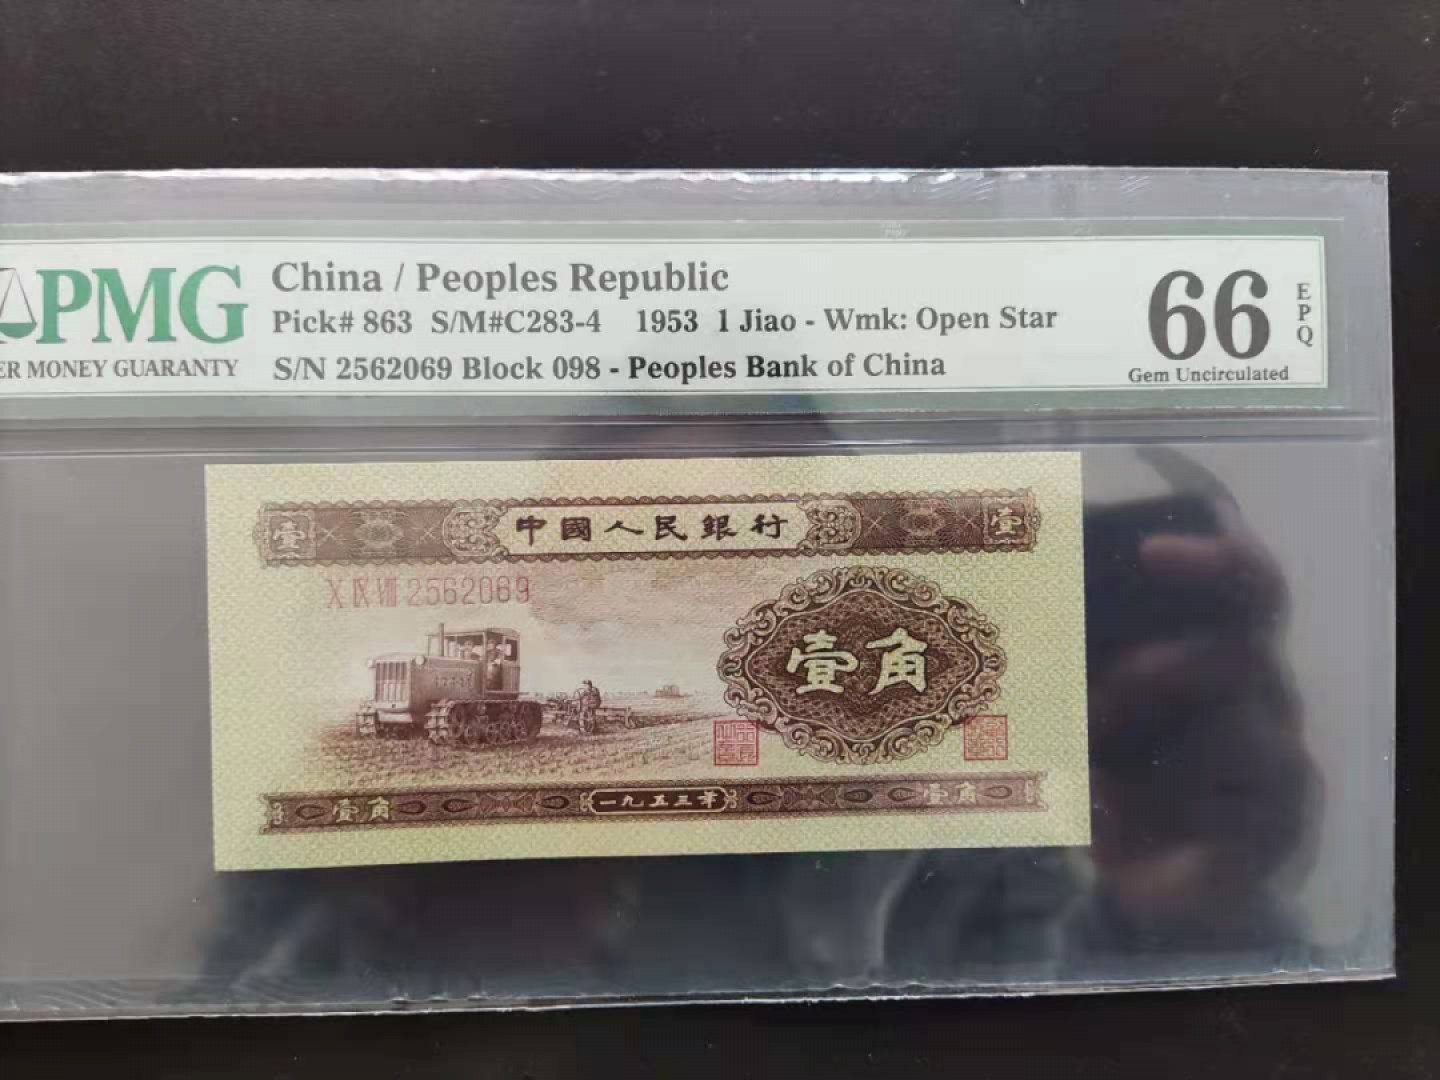 PMG
ER MONEY GUARANTY
China / Peoples Republic
Pick# 863 S/M#C283-4 1953 1 Jiao - Wmk: Open Star
S/N 2562069 Block 098 - Peoples Bank of China
66
EPQ
Gem Uncirculated
壹 中國人民銀行 壹
X IX VIII 2562069
壹角
壹角 一九五三年 壹角